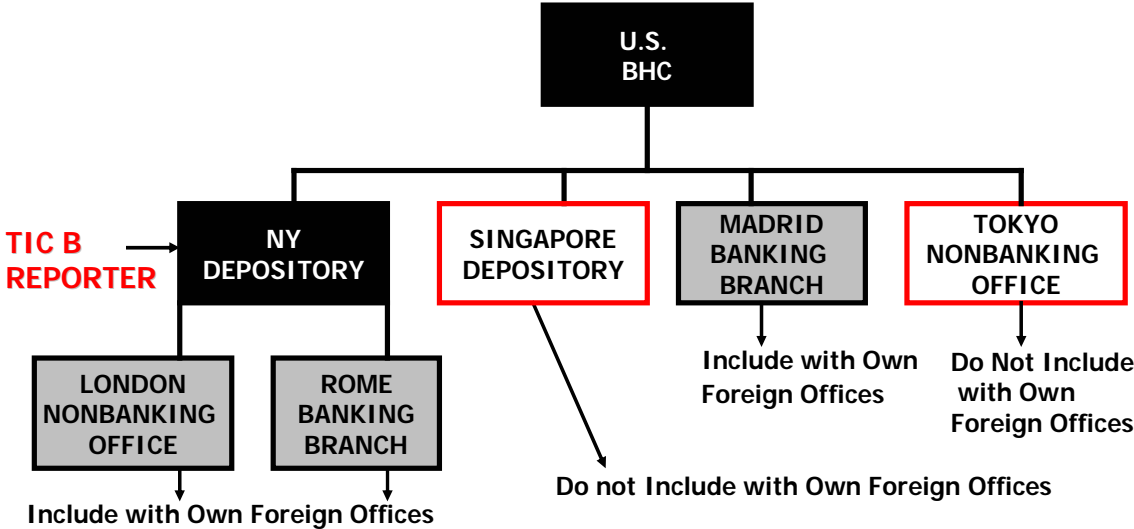 U.S.
BHC
TIC B
REPORTER
NY
DEPOSITORY
SINGAPORE
DEPOSITORY
MADRID
BANKING
BRANCH
TOKYO
NONBANKING
OFFICE
LONDON
NONBANKING
OFFICE
ROME
BANKING
BRANCH
Include with Own
Foreign Offices
Do Not Include
with Own
Foreign Offices
Do not Include with Own Foreign Offices
Include with Own Foreign Offices